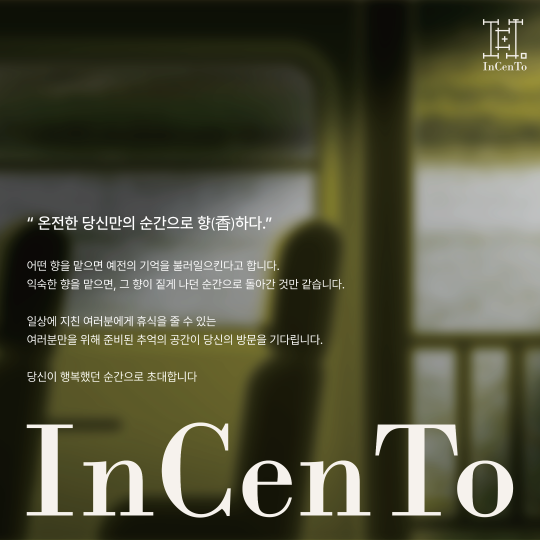 InCenTo
“ 온전한 당신만의 순간으로 향(香)하다.”
어떤 향을 맡으면 예전의 기억을 불러일으킨다고 합니다.
익숙한 향을 맡으면, 그 향이 짙게 나던 순간으로 돌아간 것만 같습니다.
일상에 지친 여러분에게 휴식을 줄 수 있는
여러분만을 위해 준비된 추억의 공간이 당신의 방문을 기다립니다.
당신이 행복했던 순간으로 초대합니다
InCenTo